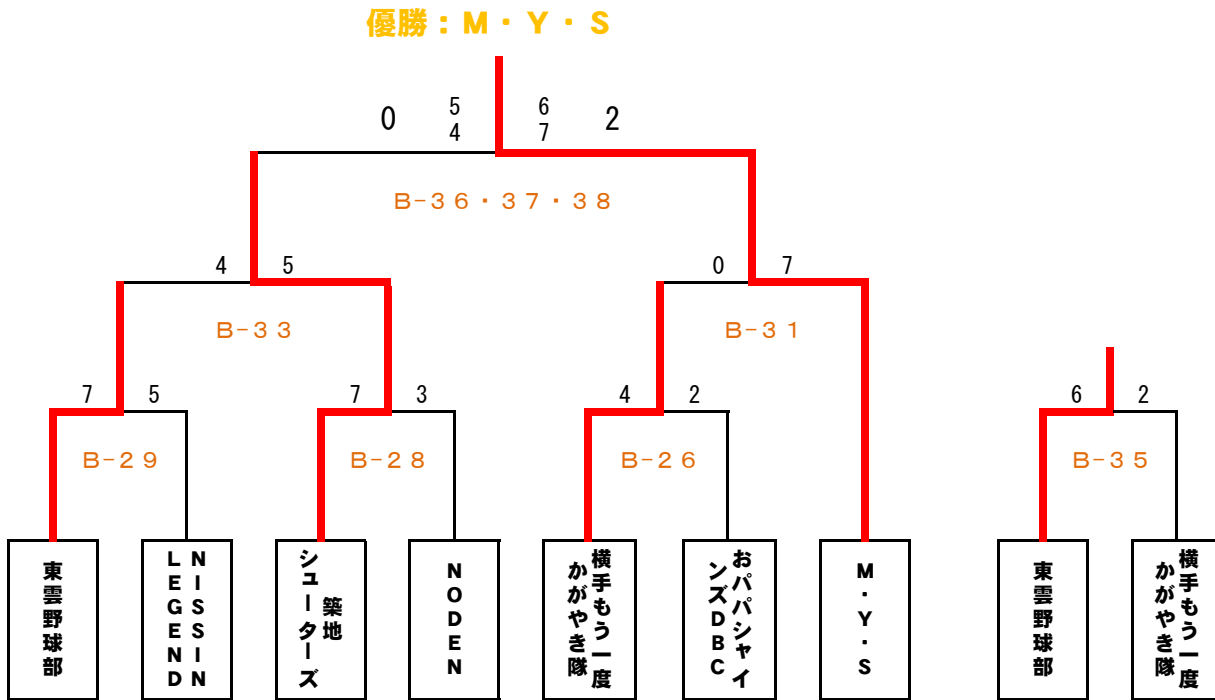 優勝：Ｍ・Ｙ・Ｓ
0 5 6 2
4 7
Ｂ-３６・３７・３８
4 5 0 7
Ｂ-３３ Ｂ-３１
7 5 7 3 4 2 6 2
Ｂ-２９ Ｂ-２８ Ｂ-２６ Ｂ-３５
東雲野球部
NISSIN
LEGEND
築地
シューターズ
NODEN
横手もう一度
かがやき隊
おパパシャイ
ンズDBC
M・Y・S
東雲野球部
横手もう一度
かがやき隊